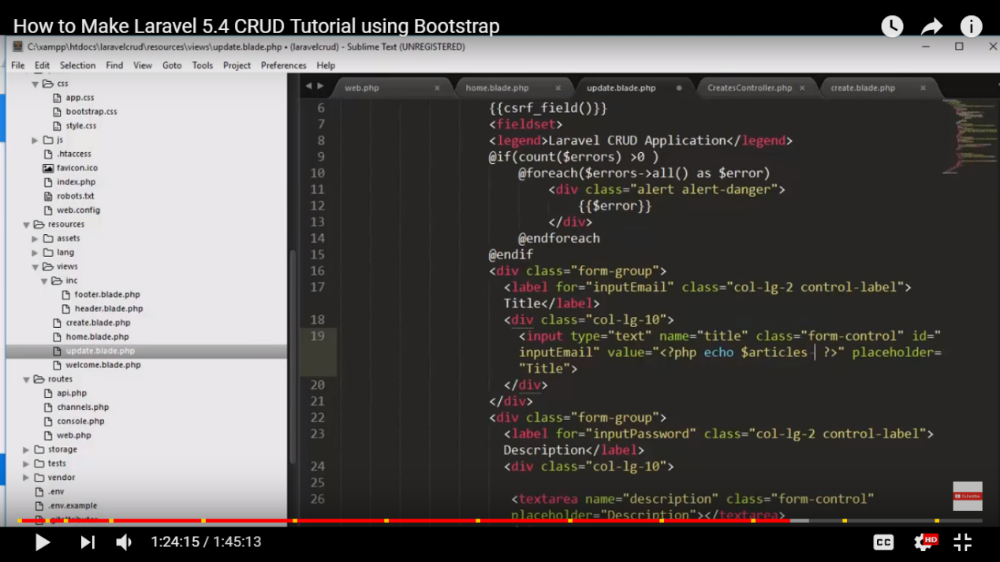 How to Make Laravel 5.4 CRUD Tutorial using Bootstrap
C:\xampp\htdocs\laravelcrud\resources\views\update.blade.php • (laravelcrud) - Sublime Text (UNREGISTERED)
File Edit Selection Find View Goto Tools Project Preferences Help
css
app.css
bootstrap.css
style.css
js
.htaccess
favicon.ico
index.php
robots.txt
web.config
resources
assets
lang
views
inc
footer.blade.php
header.blade.php
create.blade.php
home.blade.php
update.blade.php
welcome.blade.php
routes
api.php
channels.php
console.php
web.php
storage
tests
vendor
.env
.env.example
.gitattributes
web.php home.blade.php update.blade.php CreatesController.php create.blade.php
6 {{csrf_field()}}
7 <fieldset>
8 <legend>Laravel CRUD Application</legend>
9 @if(count($errors) >0 )
10 @foreach($errors->all() as $error)
11 <div class="alert alert-danger">
12 {{$error}}
13 </div>
14 @endforeach
15 @endif
16 <div class="form-group">
17 <label for="inputEmail" class="col-lg-2 control-label">
Title</label>
18 <div class="col-lg-10">
19 <input type="text" name="title" class="form-control" id="
inputEmail" value="<?php echo $articles- ?>" placeholder=
"Title">
20 </div>
21 </div>
22 <div class="form-group">
23 <label for="inputPassword" class="col-lg-2 control-label">
Description</label>
24 <div class="col-lg-10">
25
26 <textarea name="description" class="form-control"
placeholder="Description"></textarea>
Subscribe
1:24:15 / 1:45:13
CC
HD